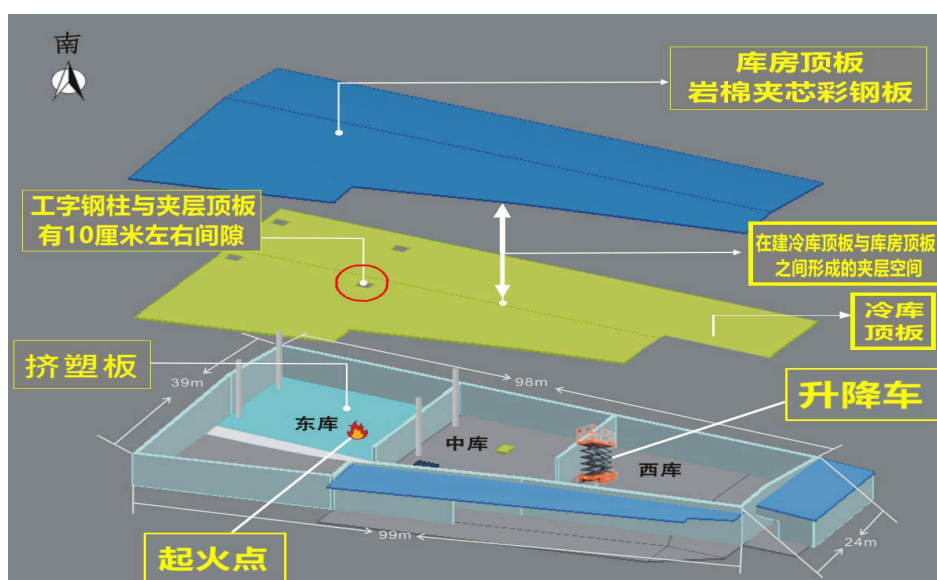 南
库房顶板
岩棉夹芯彩钢板
工字钢柱与夹层顶板
有10厘米左右间隙
在建冷库顶板与库房顶板
之间形成的夹层空间
冷库
顶板
挤塑板
39m
98m
升降车
东库
中库
西库
起火点
99m
24m